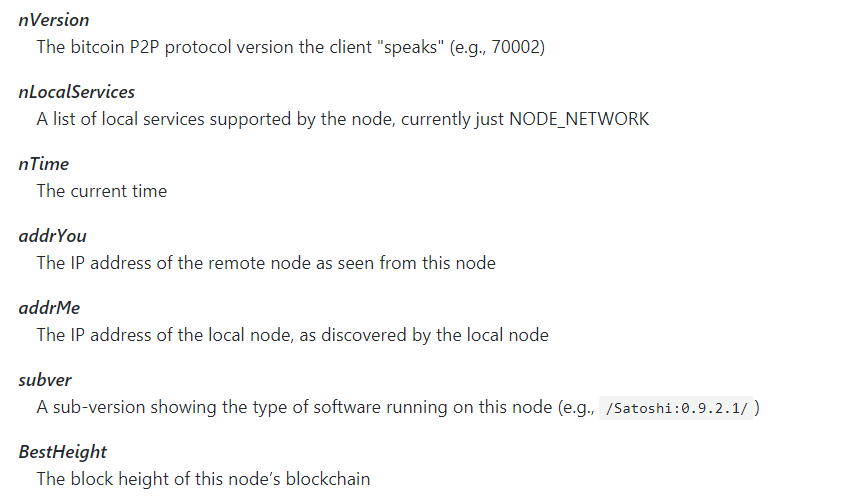 nVersion
The bitcoin P2P protocol version the client "speaks" (e.g., 70002)
nLocalServices
A list of local services supported by the node, currently just NODE_NETWORK
nTime
The current time
addrYou
The IP address of the remote node as seen from this node
addrMe
The IP address of the local node, as discovered by the local node
subver
A sub-version showing the type of software running on this node (e.g., /Satoshi:0.9.2.1/ )
BestHeight
The block height of this node’s blockchain